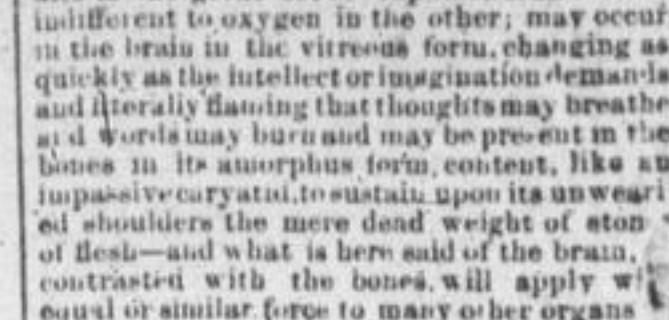 indifferent to oxygen in the other; may occur
in the brain in the vitreous form, changing as
quickly as the intellect or imagination demands
and literally flaming that thoughts may breathe
and words may burn and may be present in the
bones in its amorphus form, content, like an
impassive caryatid, to sustain upon its unweari
ed shoulders the mere dead weight of ston
of flesh—and what is here said of the brain,
contrasted with the bones, will apply wi
equal or similar force to many other organs